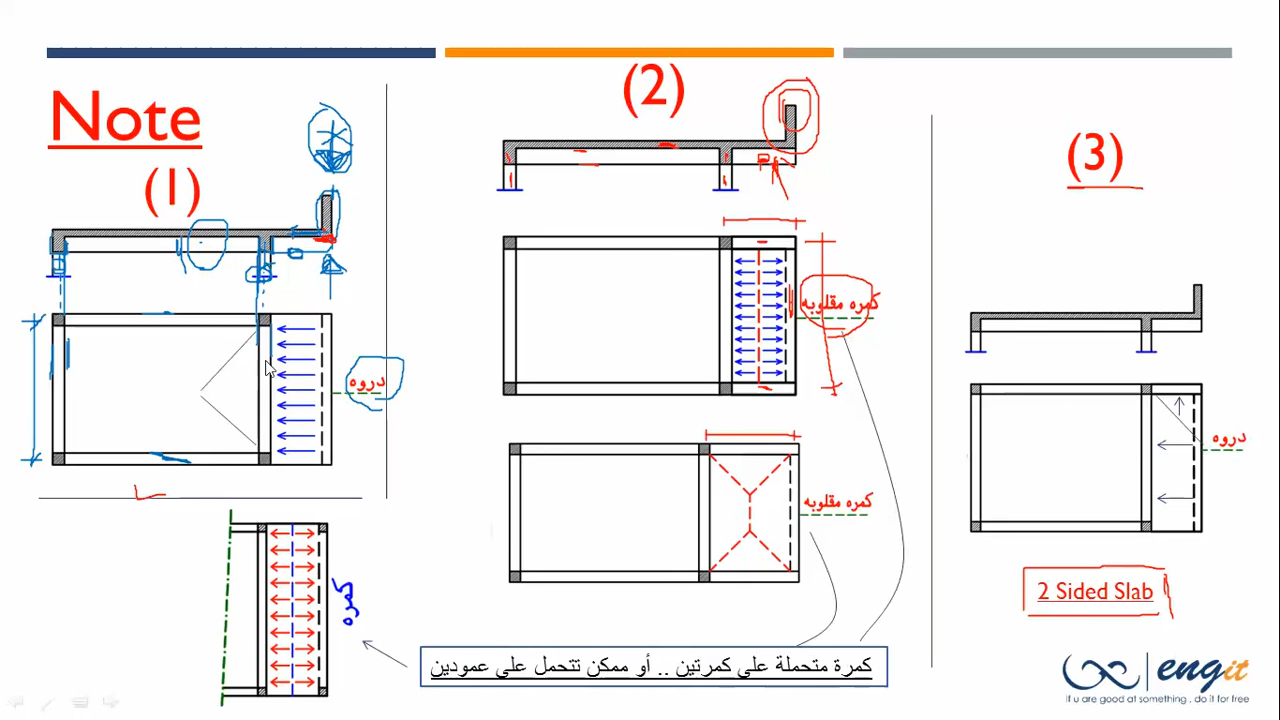 Note
(1)
دروه
كمره
(2)
كمره مقلوبه
كمره مقلوبه
كمرة متحملة على كمرتين .. أو ممكن تتحمل على عمودين
(3)
دروه
2 Sided Slab
engit
if u are good at something , do it for free